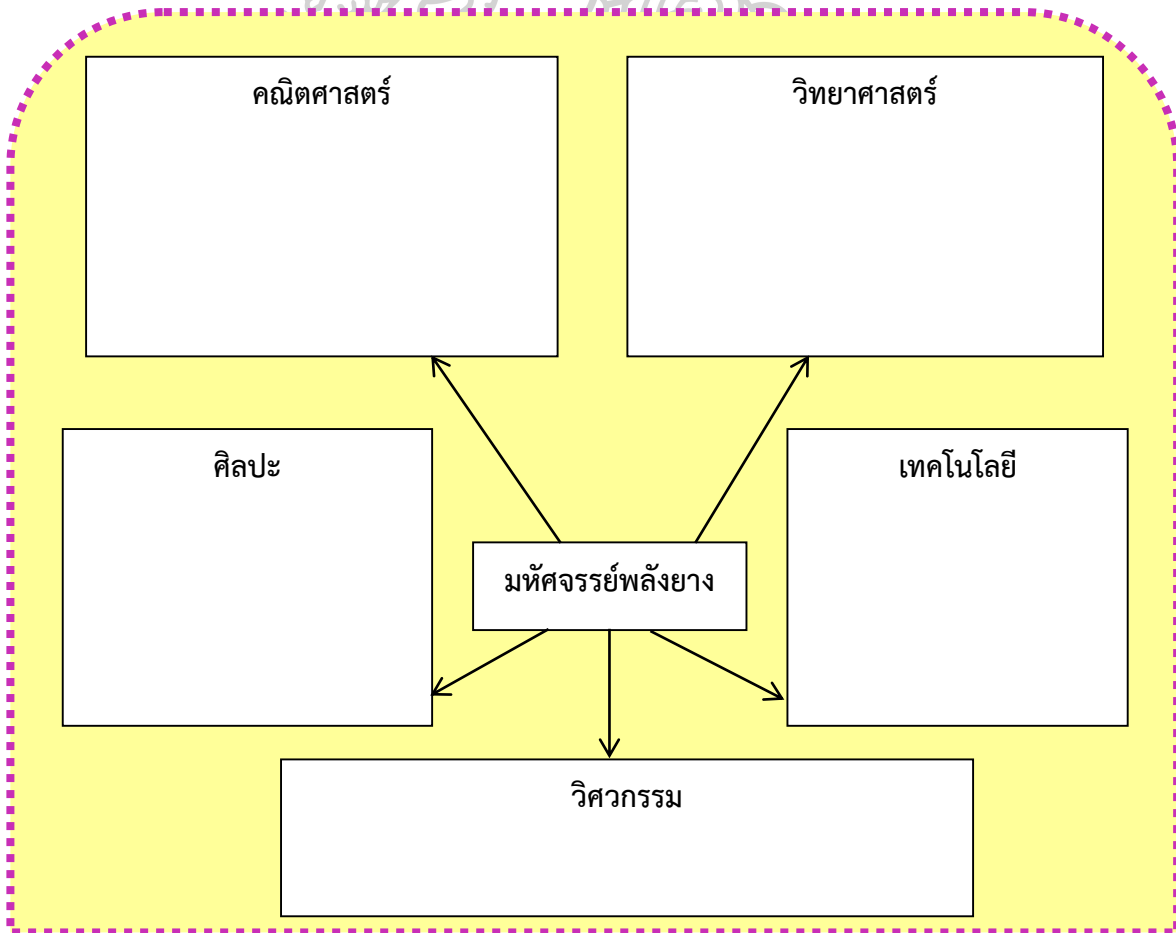 คณิตศาสตร์
วิทยาศาสตร์
ศิลปะ
เทคโนโลยี
มหัศจรรย์พลังยาง
วิศวกรรม